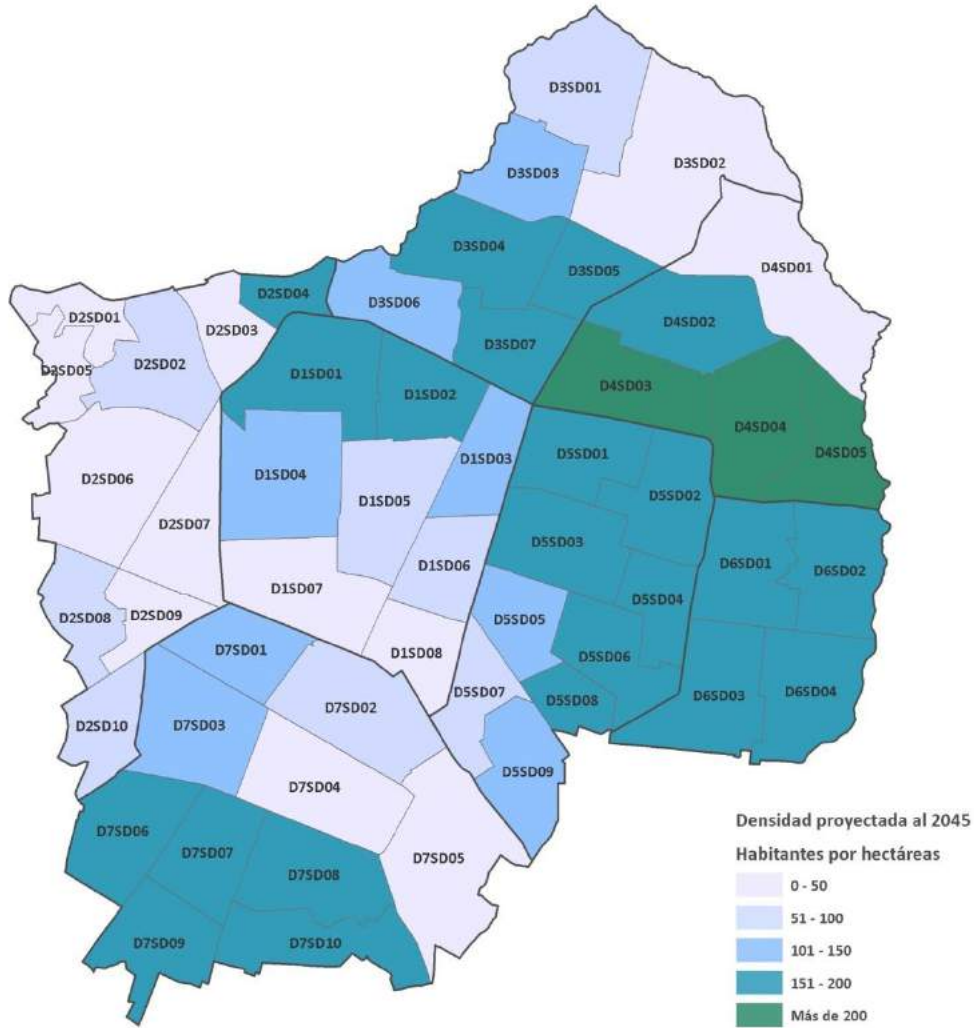 D3SD01
D3SD02
D3SD03
D3SD04
D3SD05
D4SD01
D2SD04
D3SD06
D2SD01
D2SD03
D4SD02
D3SD07
D2SD02
D2SD05
D1SD01
D1SD02
D4SD03
D4SD04
D4SD05
D1SD03
D5SD01
D5SD02
D1SD04
D2SD06
D1SD05
D2SD07
D5SD03
D1SD06
D6SD01
D6SD02
D1SD07
D5SD04
D2SD08
D2SD09
D5SD05
D7SD01
D1SD08
D5SD06
D5SD07
D6SD03
D6SD04
D5SD08
D7SD02
D2SD10
D7SD03
D5SD09
D7SD04
D7SD06
D7SD07
D7SD05
D7SD08
D7SD09
D7SD10
Densidad proyectada al 2045
Habitantes por hectáreas
0 - 50
51 - 100
101 - 150
151 - 200
Más de 200